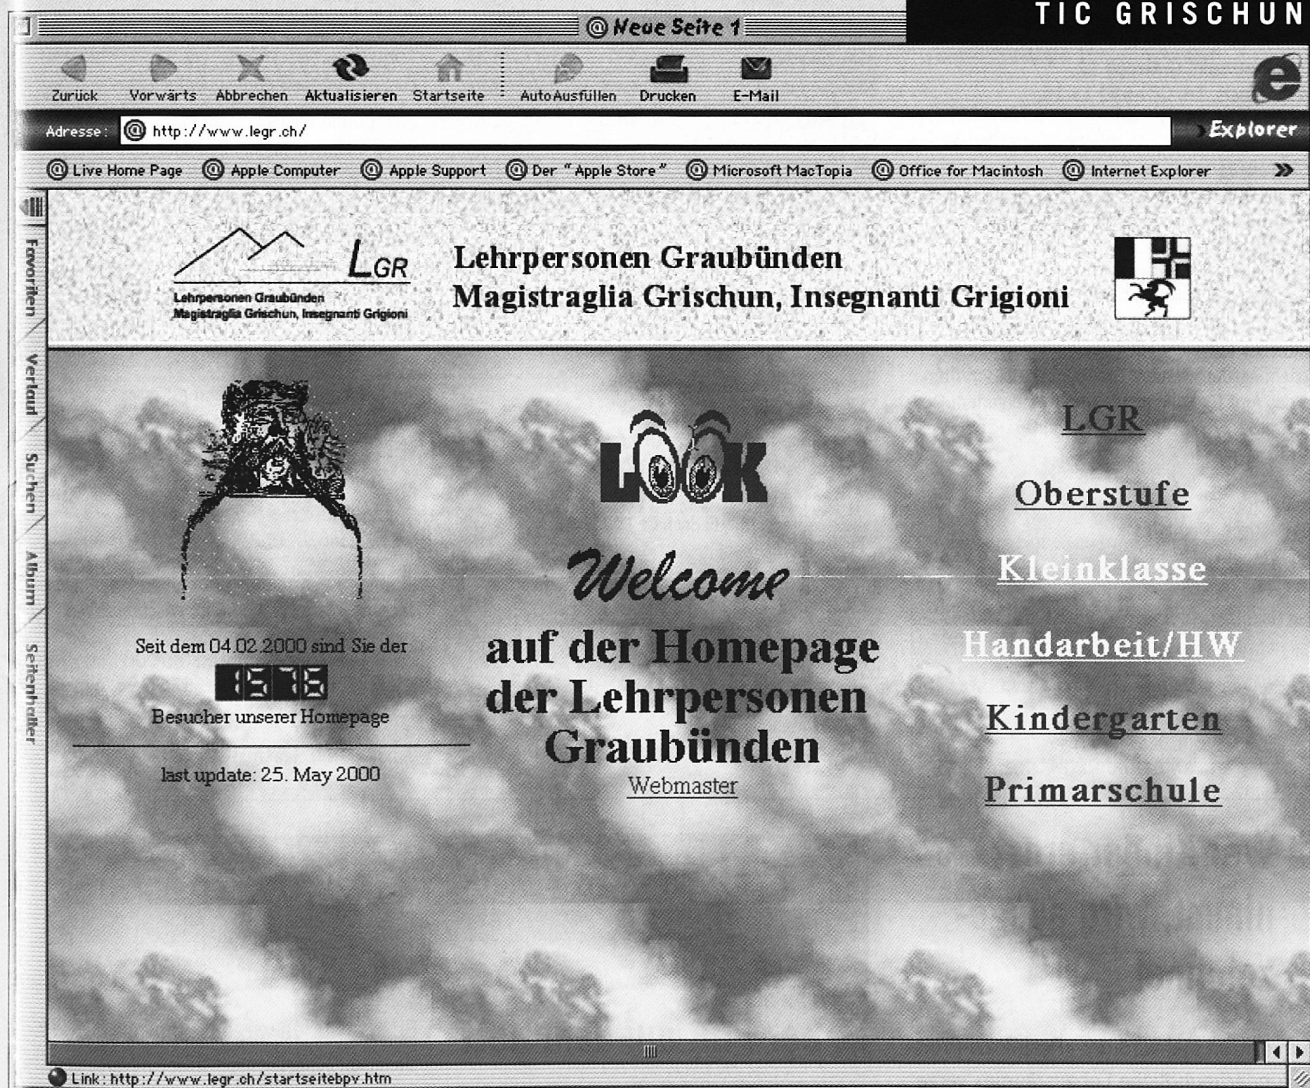 TIC GRISCHUN
@ Neue Seite 1
Zurück Vorwärts Abbrechen Aktualisieren Startseite AutoAusfüllen Drucken E-Mail
Adresse: @ http://www.legr.ch/ Explorer
@ Live Home Page @ Apple Computer @ Apple Support @ Der "Apple Store" @ Microsoft MacTopia @ Office for Macintosh @ Internet Explorer »
Favoriten
Verlauf
Suchen
Album
Seitenhalter
LGR
Lehrpersonen Graubünden
Magistraglia Grischun, Insegnanti Grigioni
Lehrpersonen Graubünden
Magistraglia Grischun, Insegnanti Grigioni
Seit dem 04.02.2000 sind Sie der
1576
Besucher unserer Homepage
last update: 25. May 2000
LOOK
Welcome
auf der Homepage
der Lehrpersonen
Graubünden
Webmaster
LGR
Oberstufe
Kleinklasse
Handarbeit/HW
Kindergarten
Primarschule
Link: http://www.legr.ch/startseitebpv.htm